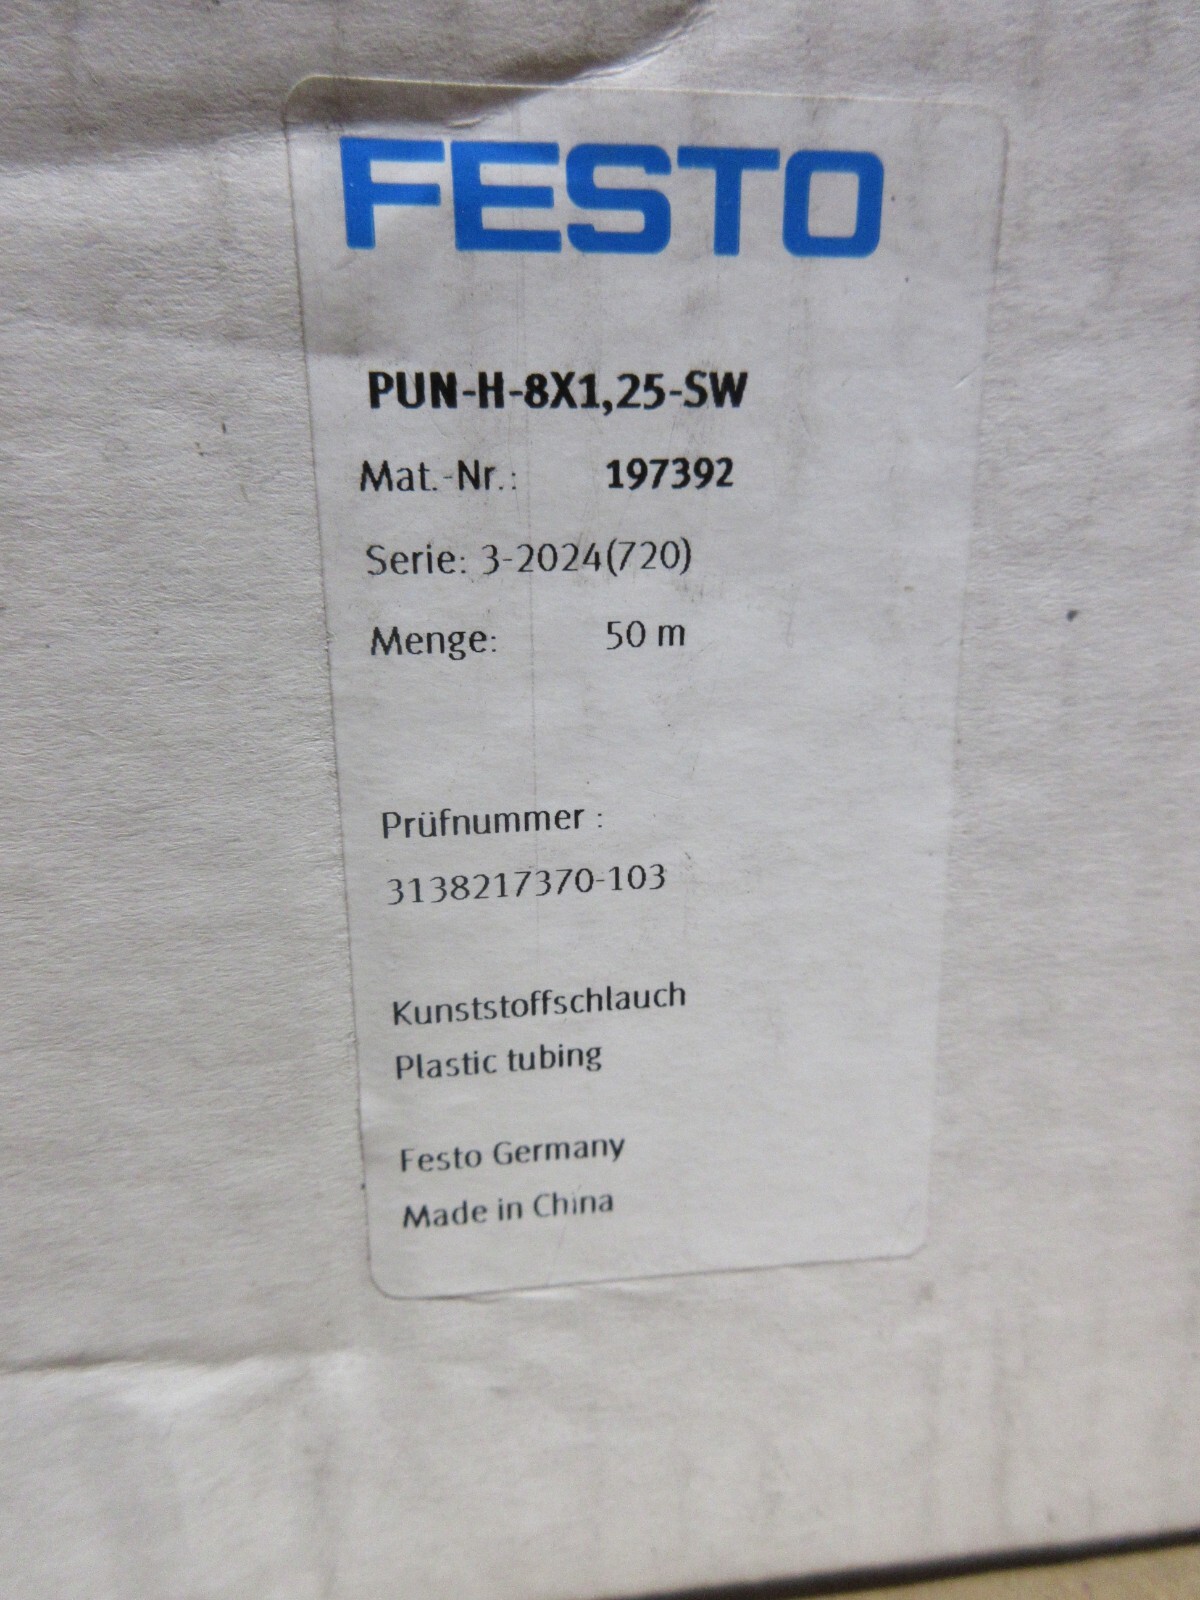 FESTO
PUN-H-8X1,25-SW
Mat.-Nr.: 197392
Serie: 3-2024(720)
Menge: 50 m
Prüfnummer :
3138217370-103
Kunststoffschlauch
Plastic tubing
Festo Germany
Made in China